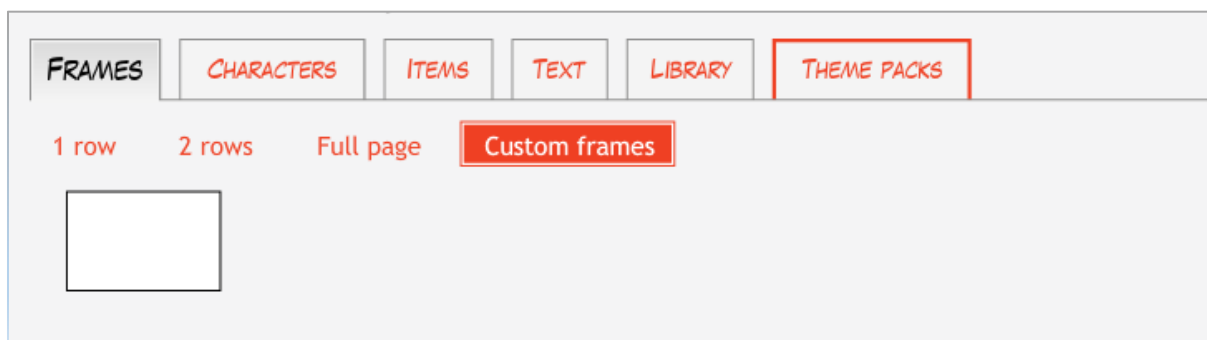 FRAMES CHARACTERS ITEMS TEXT LIBRARY THEME PACKS
1 row 2 rows Full page Custom frames